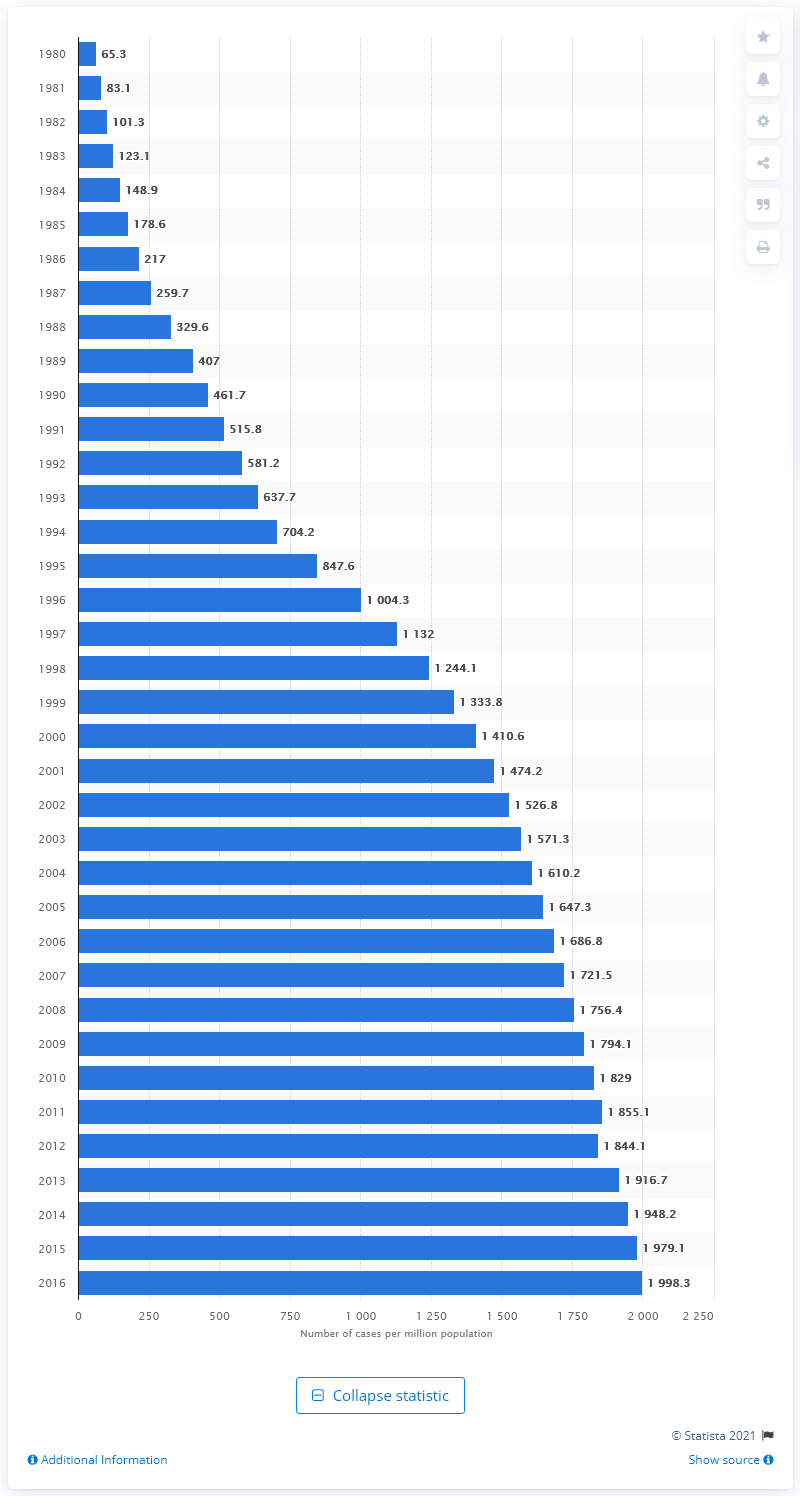 1980 65.3
1981 83.1
1982 101.3
1983 123.1
1984 148.9
1985 178.6
1986 217
1987 259.7
1988 329.6
1989 407
1990 461.7
1991 515.8
1992 581.2
1993 637.7
1994 704.2
1995 847.6
1996 1 004.3
1997 1 132
1998 1 244.1
1999 1 333.8
2000 1 410.6
2001 1 474.2
2002 1 526.8
2003 1 571.3
2004 1 610.2
2005 1 647.3
2006 1 686.8
2007 1 721.5
2008 1 756.4
2009 1 794.1
2010 1 829
2011 1 855.1
2012 1 844.1
2013 1 916.7
2014 1 948.2
2015 1 979.1
2016 1 998.3
0 250 500 750 1 000 1 250 1 500 1 750 2 000 2 250
Number of cases per million population
Collapse statistic
© Statista 2021
Additional Information Show source